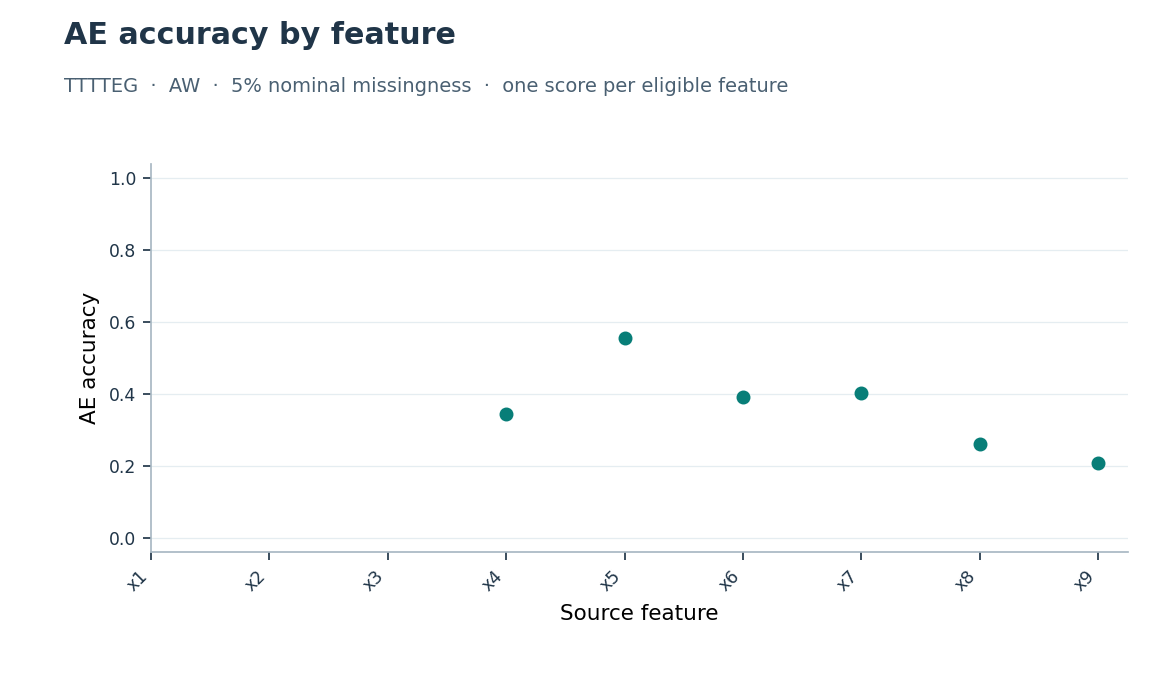 AE accuracy by feature
TTTTEG · AW · 5% nominal missingness · one score per eligible feature
1.0
0.8
0.6
0.4
0.2
0.0
AE accuracy
x1 x2 x3 x4 x5 x6 x7 x8 x9
Source feature